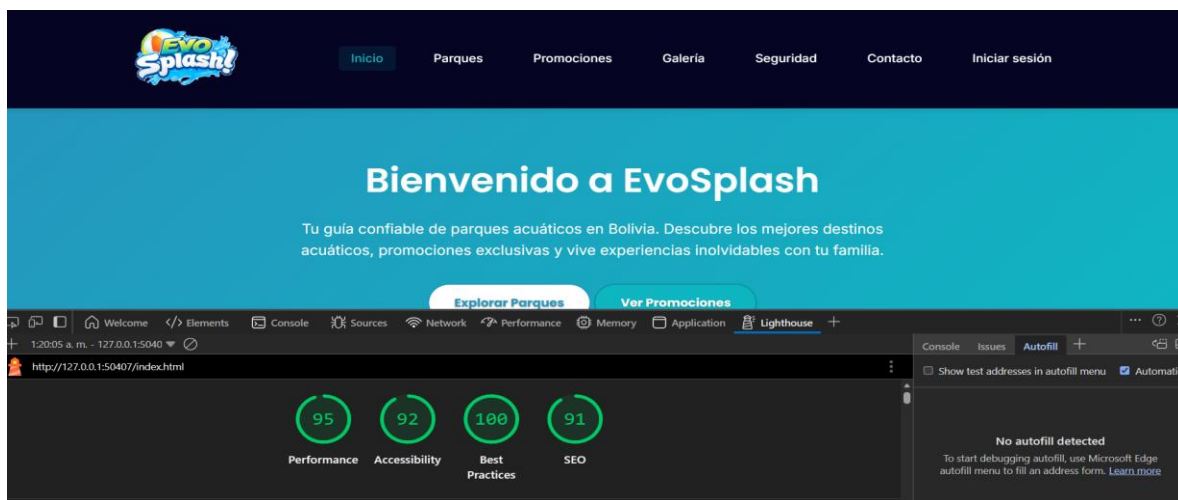 EVO
Splash!
Inicio Parques Promociones Galería Seguridad Contacto Iniciar sesión
Bienvenido a EvoSplash
Tu guía confiable de parques acuáticos en Bolivia. Descubre los mejores destinos
acuáticos, promociones exclusivas y vive experiencias inolvidables con tu familia.
Explorar Parques Ver Promociones
Welcome </> Elements Console Sources Network Performance Memory Application Lighthouse +
+ 1:20:05 a. m. - 127.0.0.1:5040
Console Issues Autofill +
http://127.0.0.1:50407/index.html
Show test addresses in autofill menu Automati
95 92 100 91
Performance Accessibility Best Practices SEO
No autofill detected
To start debugging autofill, use Microsoft Edge
autofill menu to fill an address form. Learn more